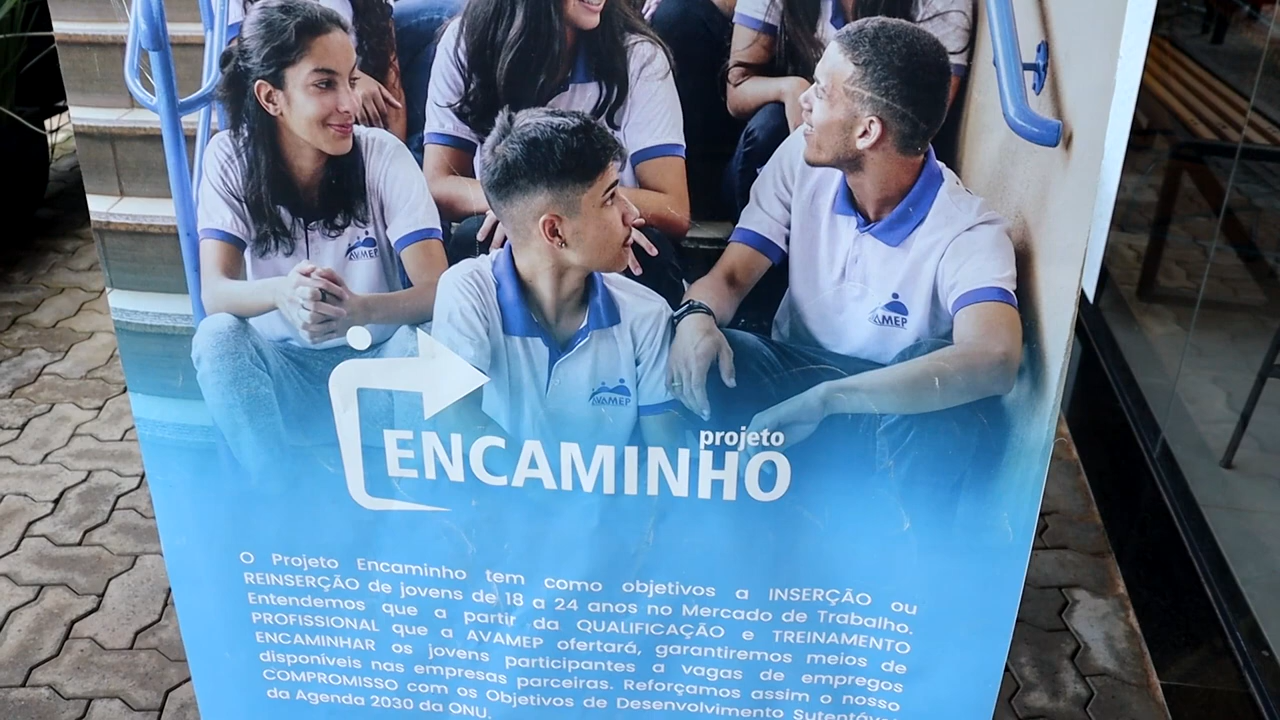 AVAMEP
AMEP
AVAMEP
projeto
ENCAMINHO
O Projeto Encaminho tem como objetivos a INSERÇÃO ou
REINSERÇÃO de jovens de 18 a 24 anos no Mercado de Trabalho.
Entendemos que a partir da QUALIFICAÇÃO e TREINAMENTO
PROFISSIONAL que a AVAMEP ofertará, garantiremos meios de
ENCAMINHAR os jovens participantes a vagas de empregos
disponíveis nas empresas parceiras. Reforçamos assim o nosso
COMPROMISSO com os Objetivos de Desenvolvimento Sutentável
da Agenda 2030 da ONU.